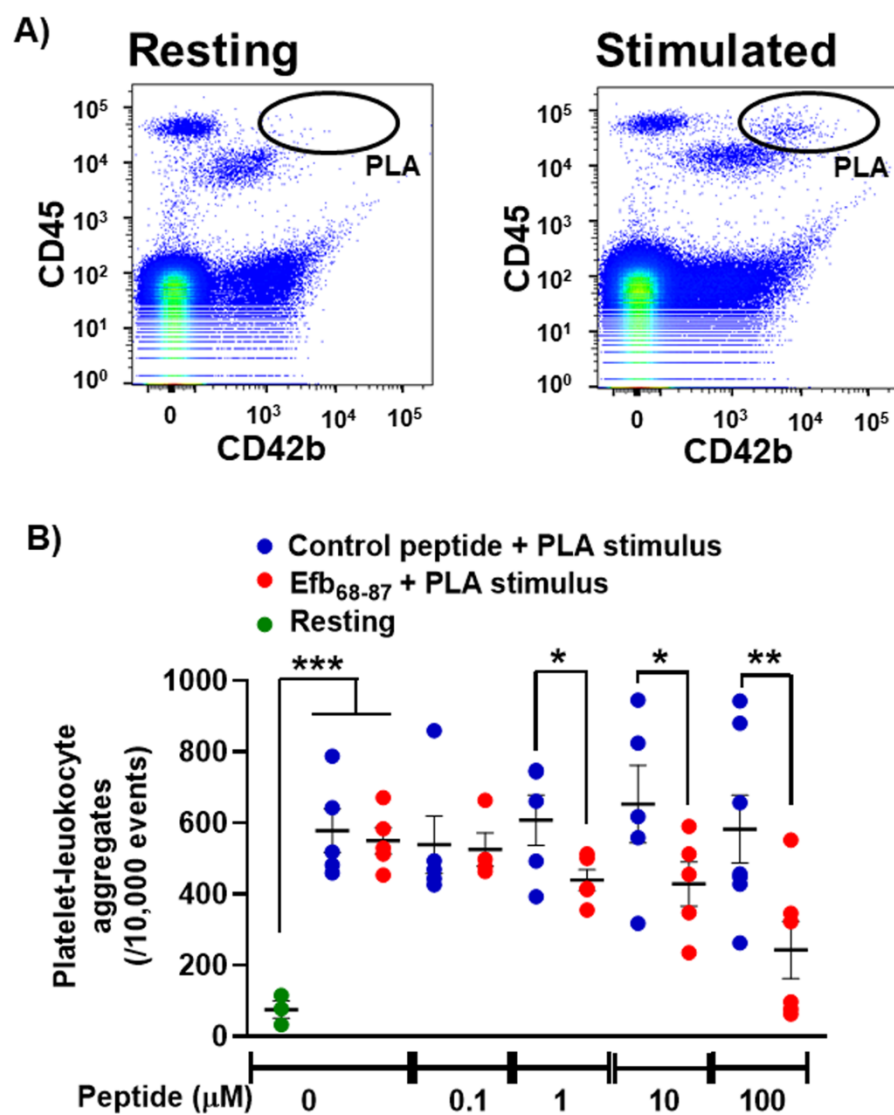 A)
Resting Stimulated
10⁵ 10⁵
10⁴ 10⁴
PLA PLA
CD45 CD45
10³ 10³
10² 10²
10¹ 10¹
10⁰ 10⁰
0 10³ 10⁴ 10⁵ 0 10³ 10⁴ 10⁵
CD42b CD42b
B)
Control peptide + PLA stimulus
Efb₆₈₋₈₇ + PLA stimulus
Resting
*** * * **
Platelet-leuokocyte
aggregates
(/10,000 events)
1000
800
600
400
200
0
Peptide (µM) 0 0.1 1 10 100